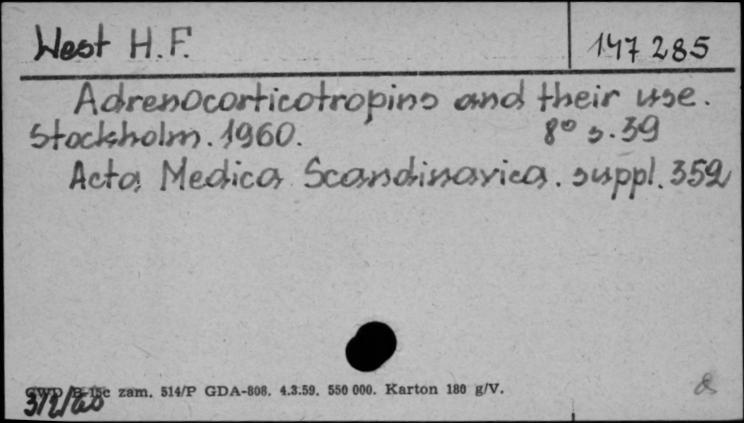 West H.F. 147 285
Adrenocorticotropins and their use.
Stockholm. 1960. 8° s. 39
Acta Medica Scandinavica. suppl. 352
zam. 514/P GDA-808. 4.3.59. 550 000. Karton 180 g/V.